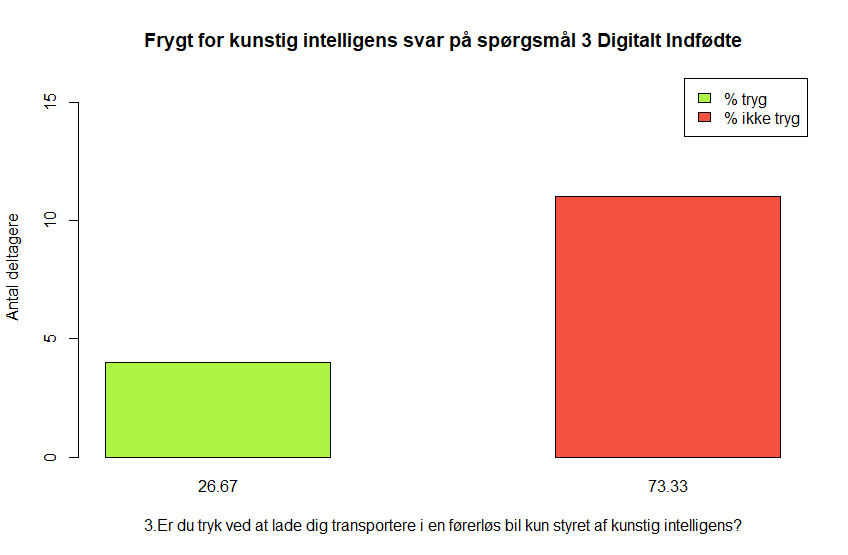 Frygt for kunstig intelligens svar på spørgsmål 3 Digitalt Indfødte
% tryg
% ikke tryg
Antal deltagere
15
10
5
0
26.67
73.33
3.Er du tryk ved at lade dig transportere i en førerløs bil kun styret af kunstig intelligens?